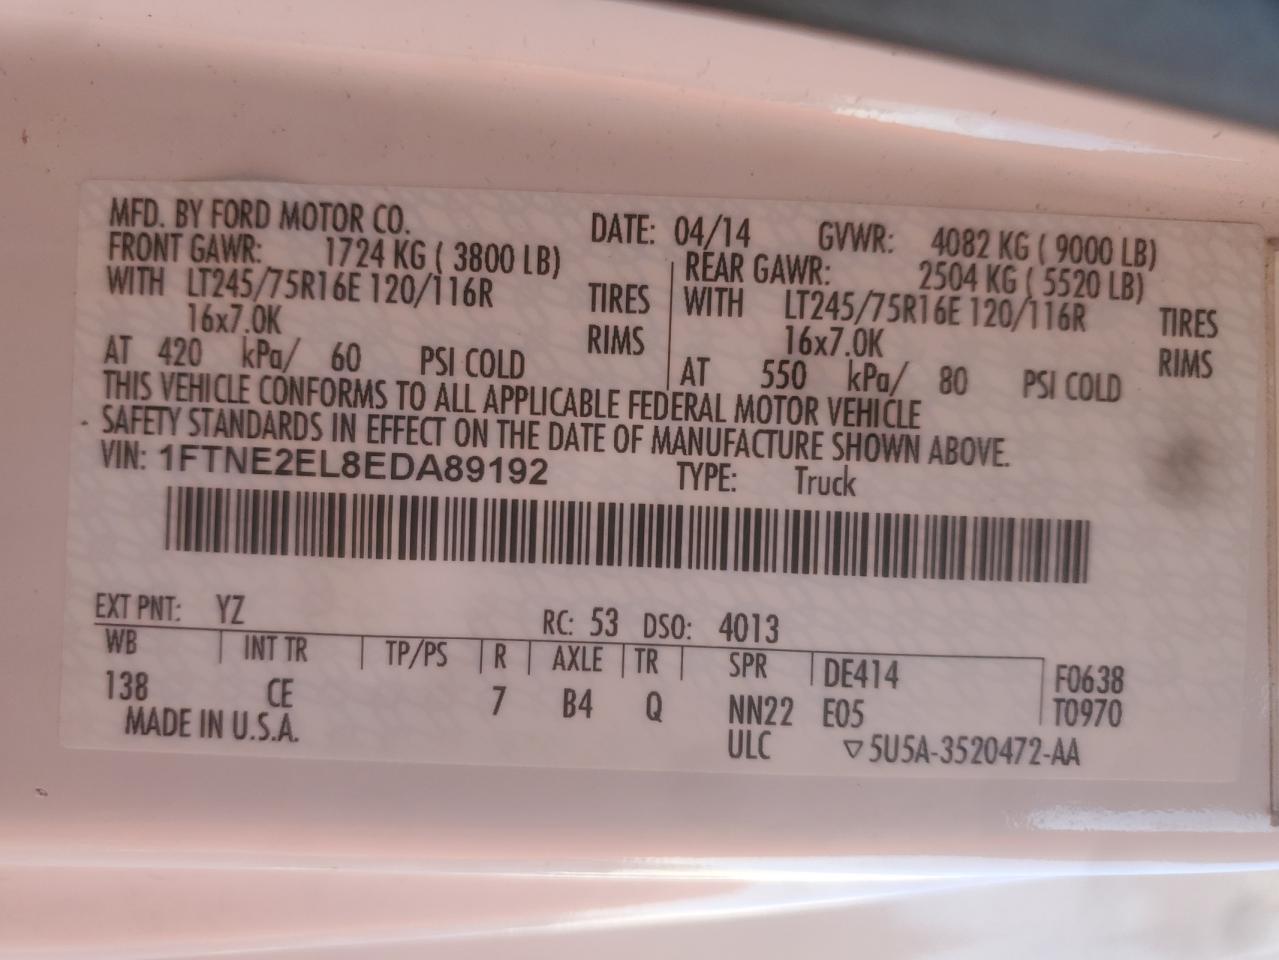 MFD. BY FORD MOTOR CO. DATE: 04/14 GVWR: 4082 KG ( 9000 LB)
FRONT GAWR: 1724 KG ( 3800 LB) REAR GAWR: 2504 KG ( 5520 LB)
WITH LT245/75R16E 120/116R TIRES WITH LT245/75R16E 120/116R TIRES
16x7.0K RIMS 16x7.0K RIMS
AT 420 kPa/ 60 PSI COLD AT 550 kPa/ 80 PSI COLD
THIS VEHICLE CONFORMS TO ALL APPLICABLE FEDERAL MOTOR VEHICLE
SAFETY STANDARDS IN EFFECT ON THE DATE OF MANUFACTURE SHOWN ABOVE.
VIN: 1FTNE2EL8EDA89192 TYPE: Truck
EXT PNT: YZ RC: 53 DSO: 4013
WB INT TR TP/PS R AXLE TR SPR DE414 F0638
138 CE 7 B4 Q NN22 E05 T0970
MADE IN U.S.A. ULC ▽5U5A-3520472-AA